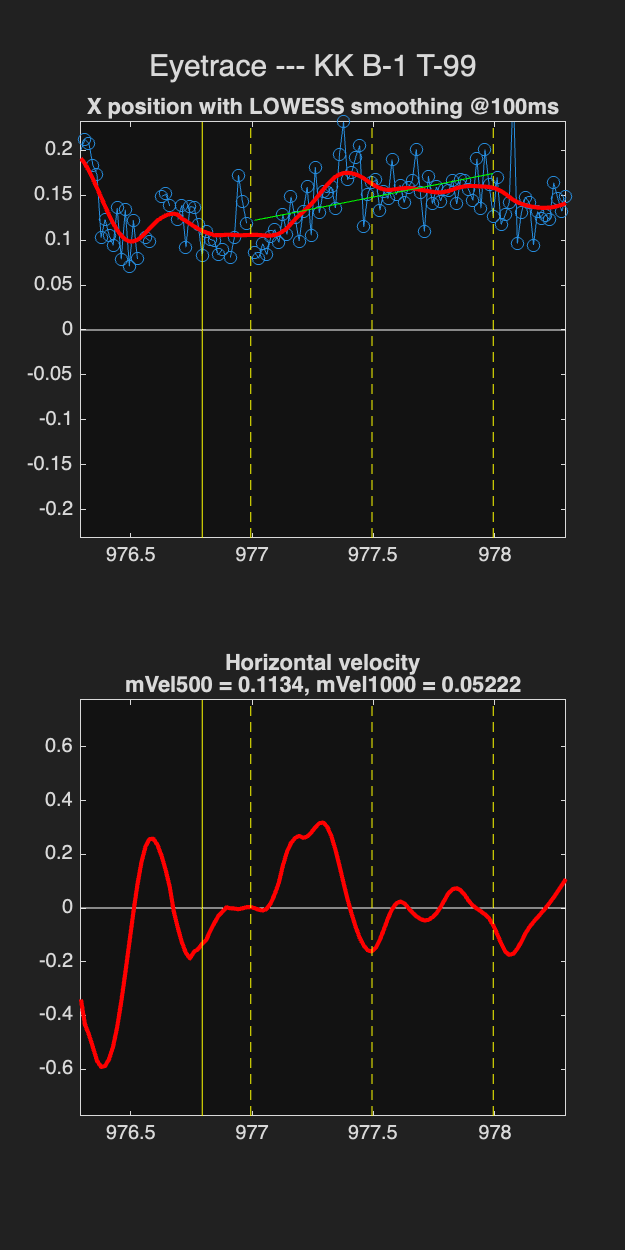 Eyetrace --- KK B-1 T-99
X position with LOWESS smoothing @100ms
0.2
0.15
0.1
0.05
0
-0.05
-0.1
-0.15
-0.2
976.5 977 977.5 978
Horizontal velocity
mVel500 = 0.1134, mVel1000 = 0.05222
0.6
0.4
0.2
0
-0.2
-0.4
-0.6
976.5 977 977.5 978